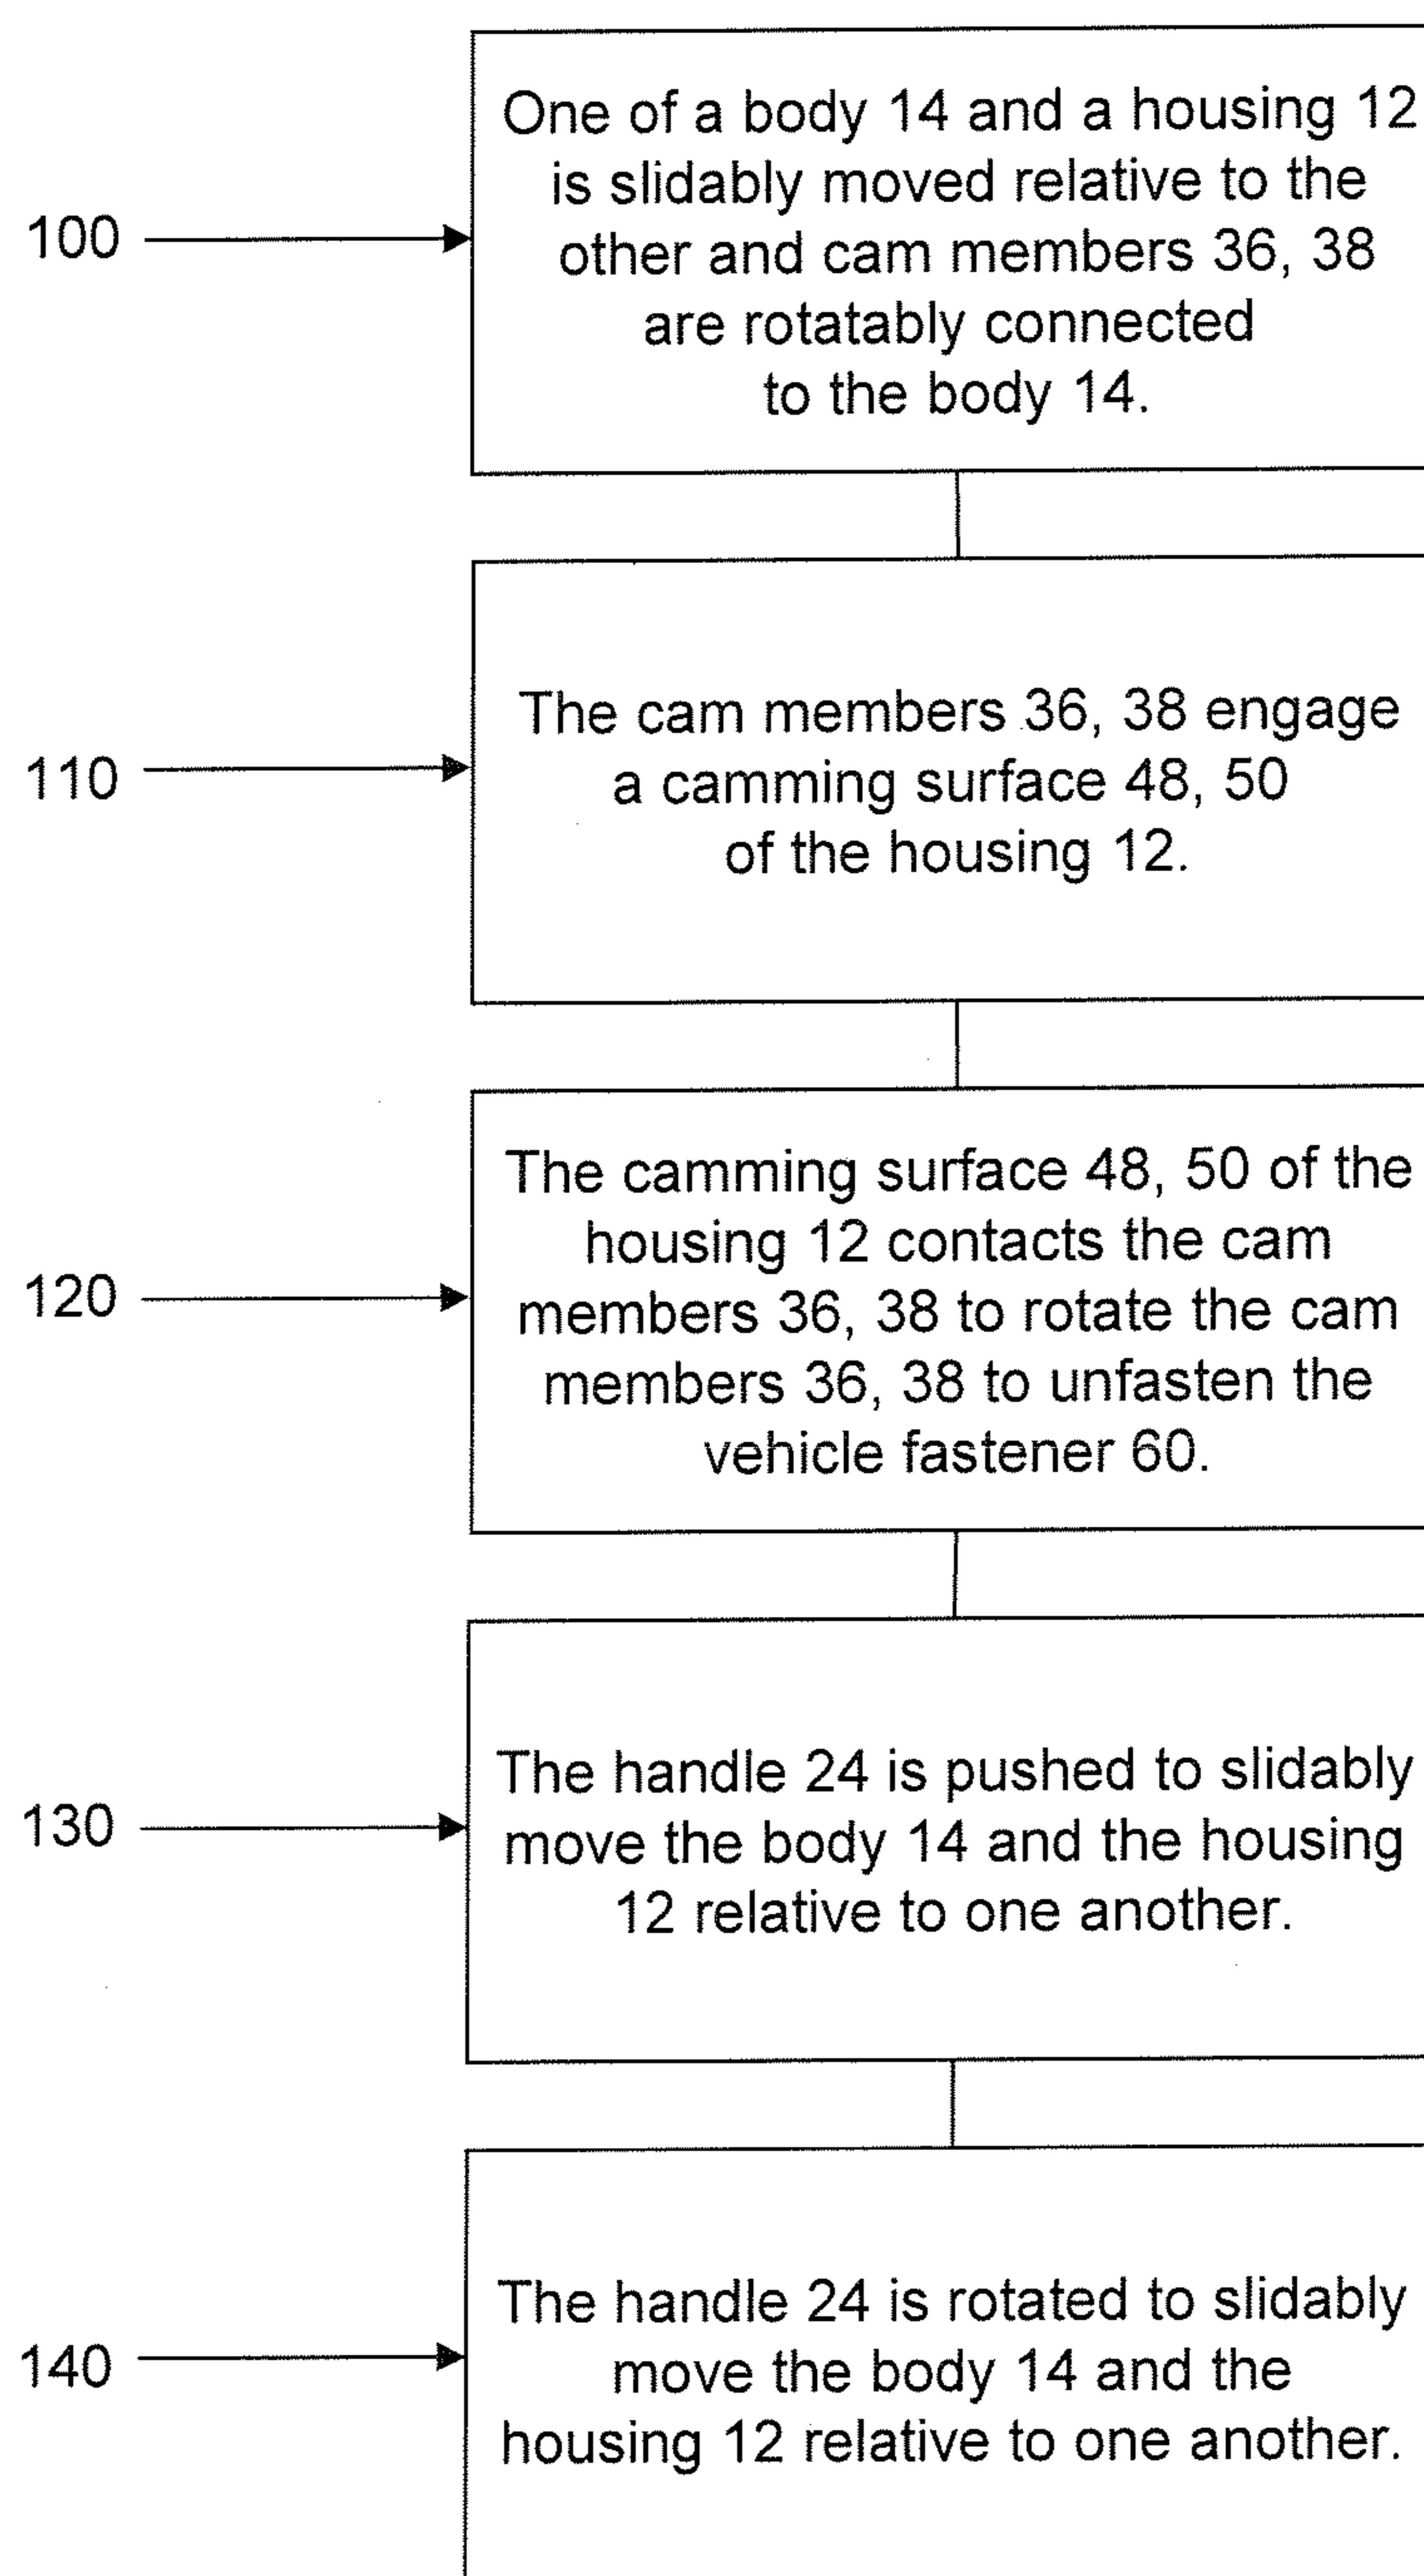 One of a body 14 and a housing 12
is slidably moved relative to the
100
other and cam members 36, 38
are rotatably connected
to the body 14.
The cam members 36, 38 engage
110
a camming surface 48, 50
of the housing 12.
The camming surface 48, 50 of the
housing 12 contacts the cam
120
members 36, 38 to rotate the cam
members 36, 38 to unfasten the
vehicle fastener 60.
The handle 24 is pushed to slidably
130
move the body 14 and the housing
12 relative to one another.
The handle 24 is rotated to slidably
140
move the body 14 and the
housing 12 relative to one another.